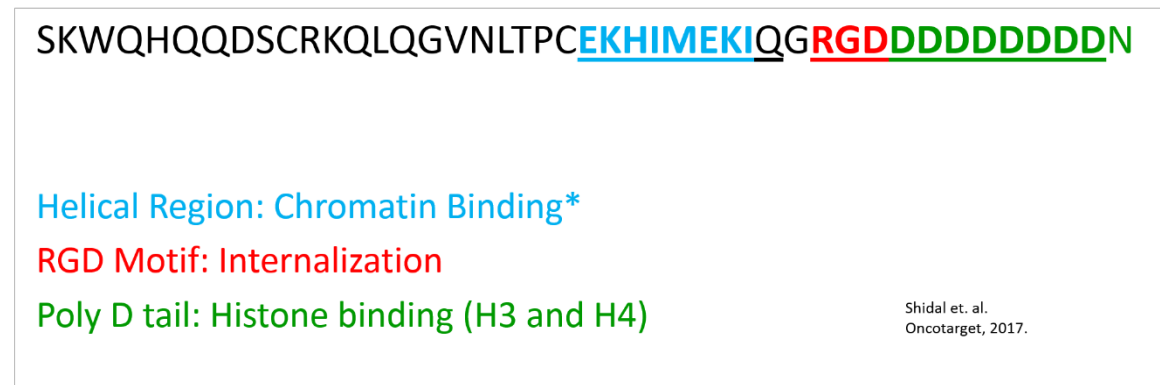 SKWQHQQDSCRKQLQGVNLTPCEKHIMEKIQGRGDDDDDDDDDN
Helical Region: Chromatin Binding*
RGD Motif: Internalization
Poly D tail: Histone binding (H3 and H4)
Shidal et. al.
Oncotarget, 2017.